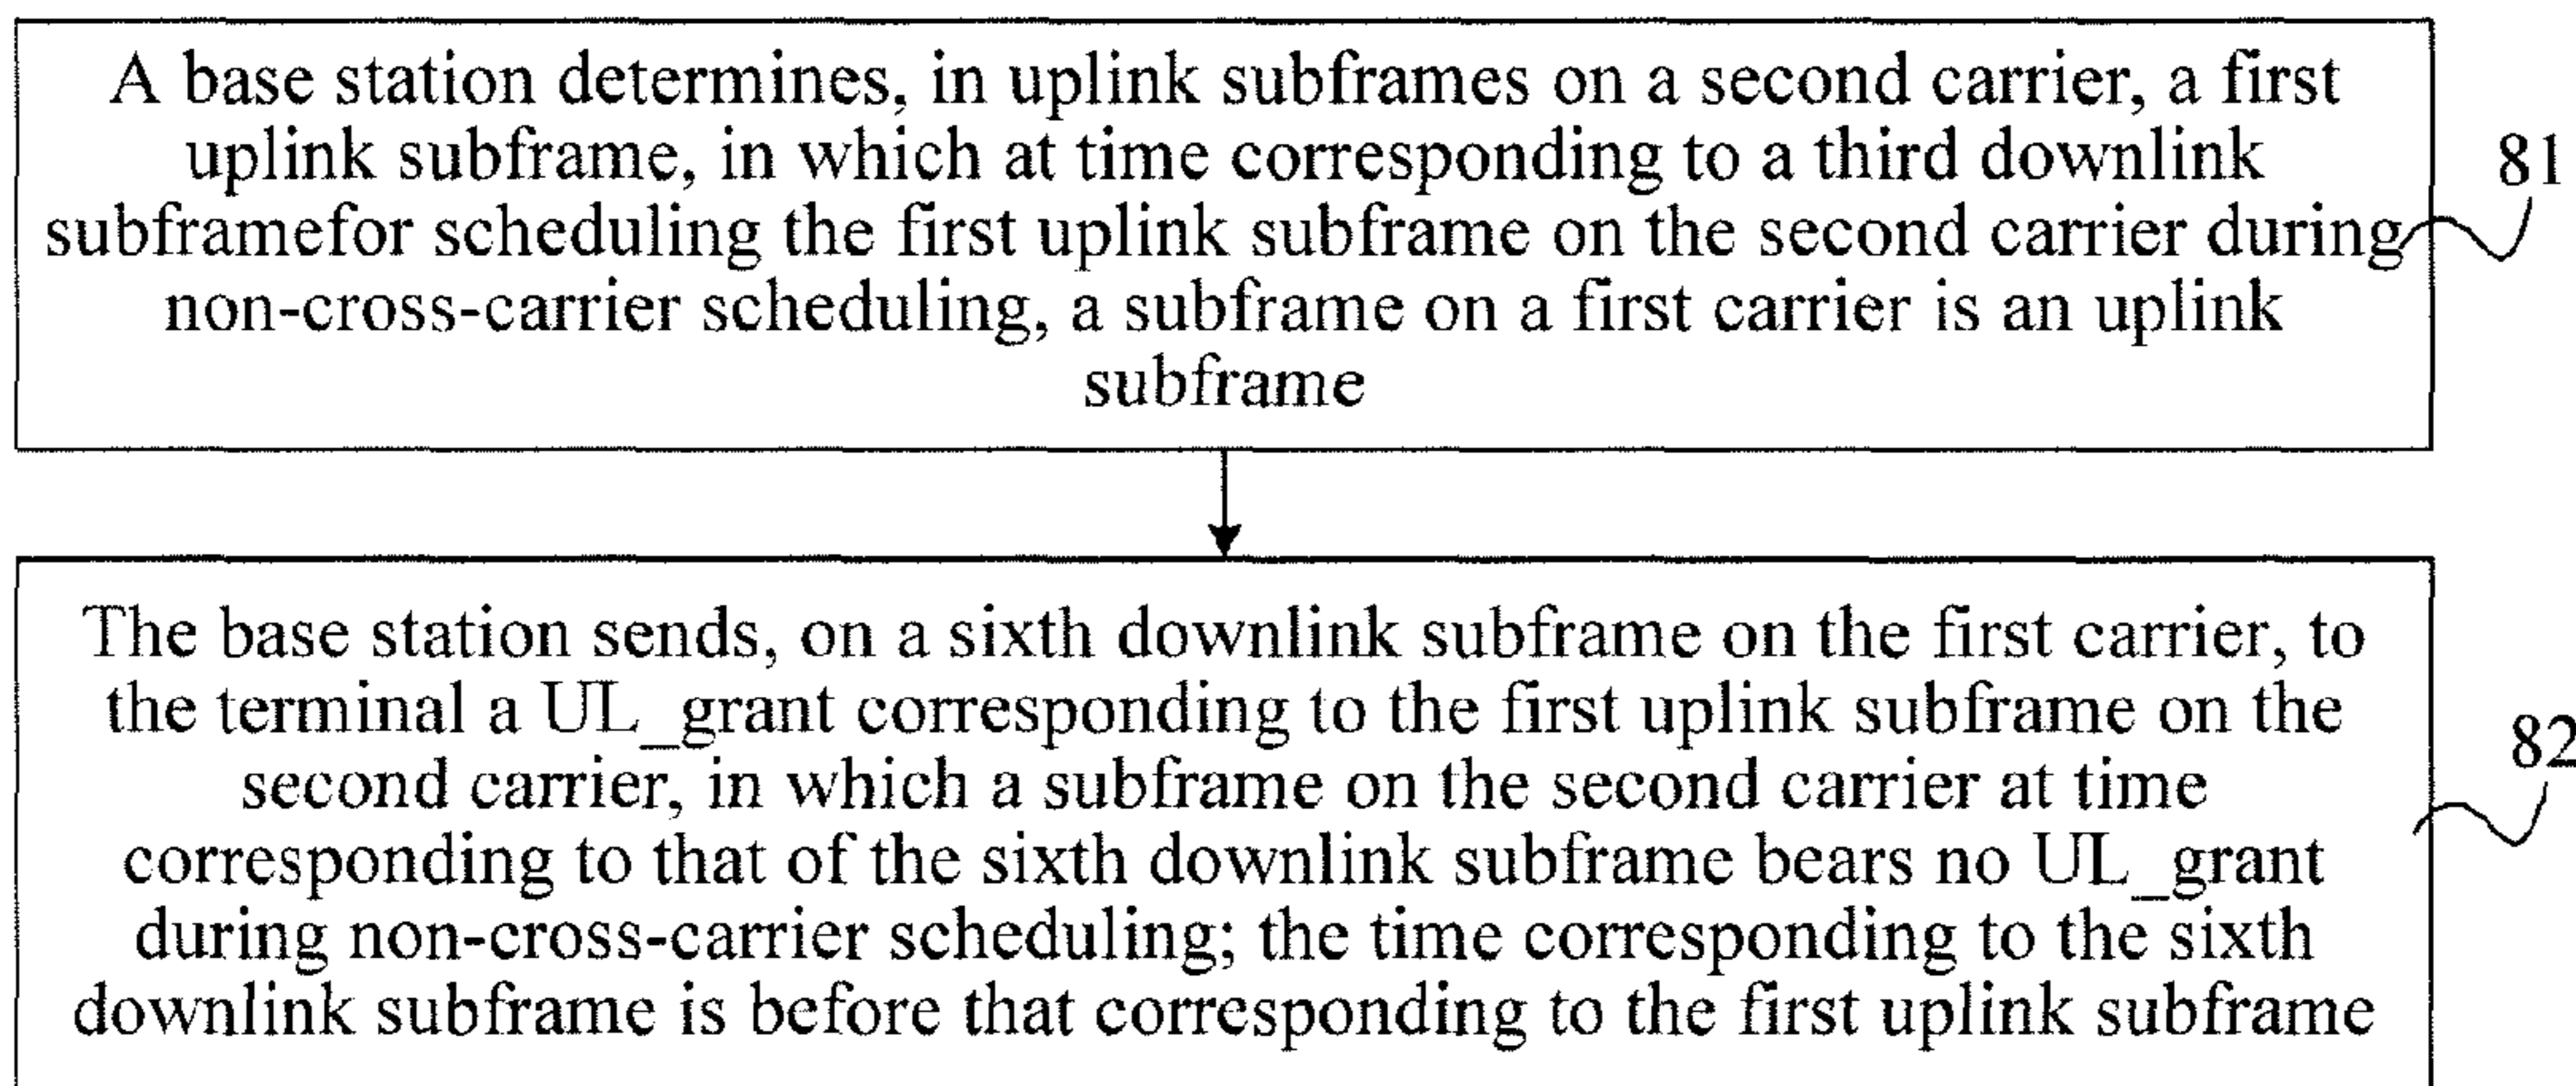 A base station determines, in uplink subframes on a second carrier, a first
uplink subframe, in which at time corresponding to a third downlink
subframefor scheduling the first uplink subframe on the second carrier during
non-cross-carrier scheduling, a subframe on a first carrier is an uplink
subframe
81
The base station sends, on a sixth downlink subframe on the first carrier, to
the terminal a UL_grant corresponding to the first uplink subframe on the
second carrier, in which a subframe on the second carrier at time
corresponding to that of the sixth downlink subframe bears no UL_grant
during non-cross-carrier scheduling; the time corresponding to the sixth
downlink subframe is before that corresponding to the first uplink subframe
82